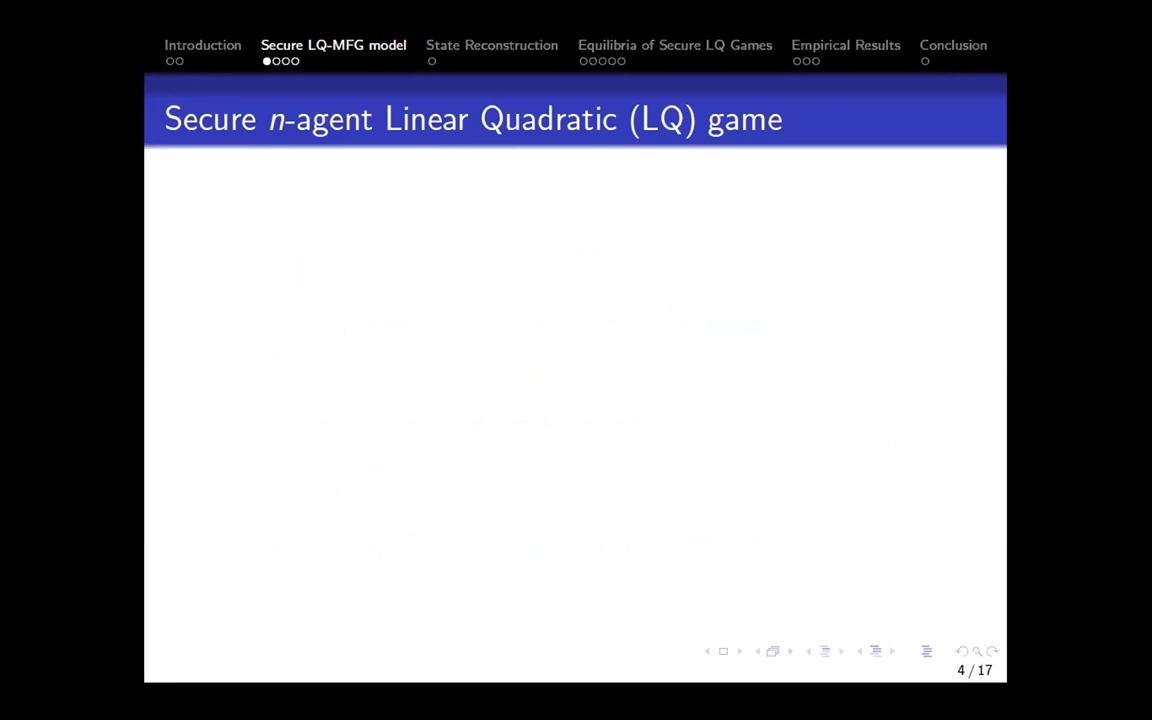 Introduction Secure LQ-MFG model State Reconstruction Equilibria of Secure LQ Games Empirical Results Conclusion
Secure n-agent Linear Quadratic (LQ) game
4 / 17